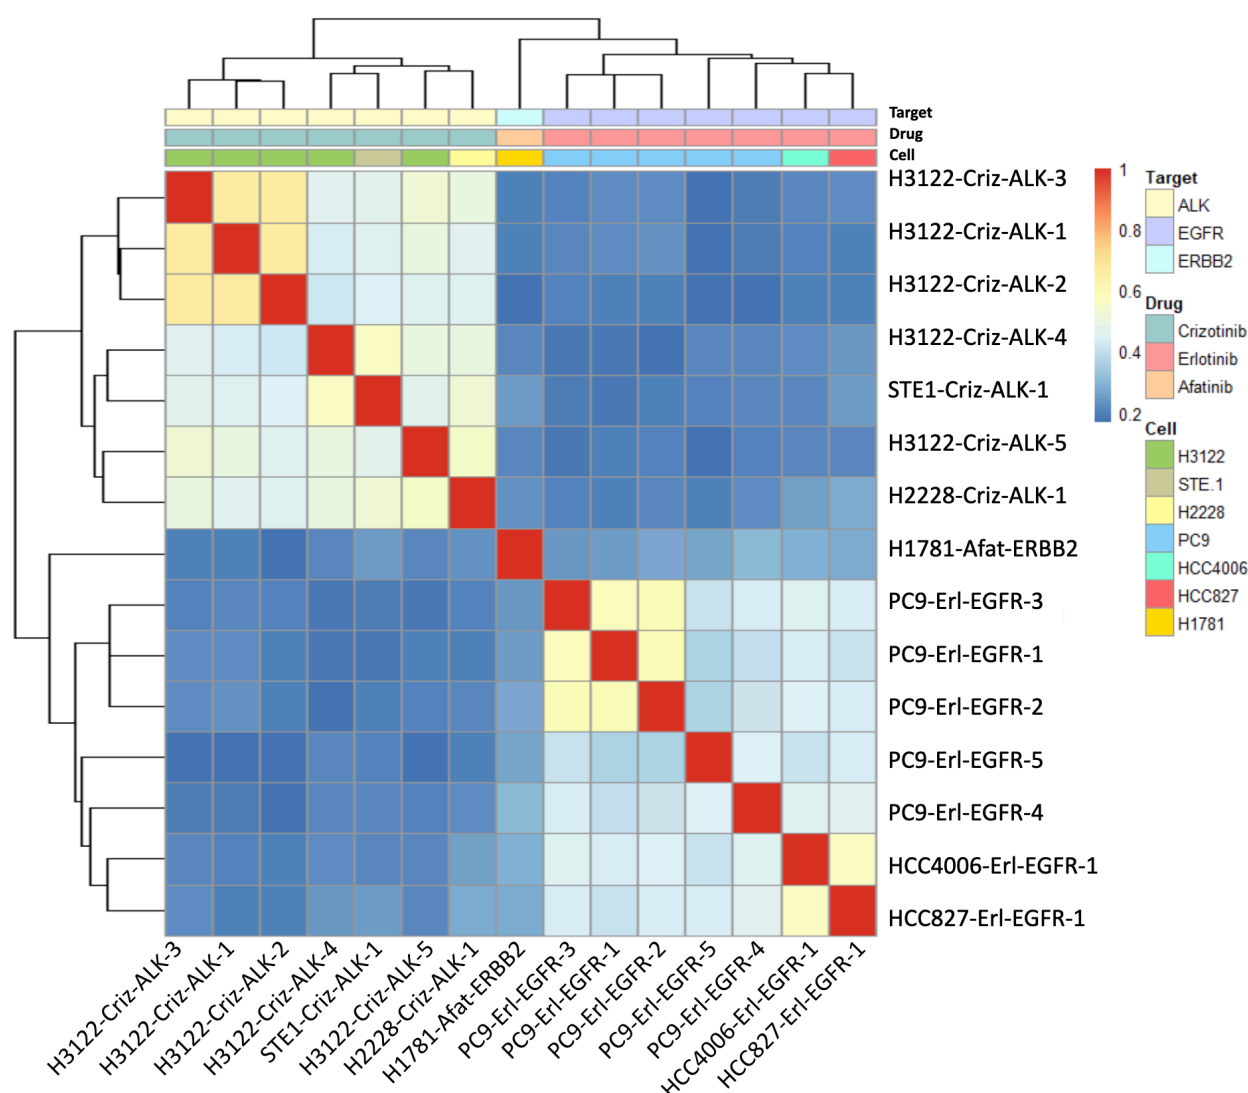 Target
Drug
Cell
H3122-Criz-ALK-3
H3122-Criz-ALK-1
H3122-Criz-ALK-2
H3122-Criz-ALK-4
STE1-Criz-ALK-1
H3122-Criz-ALK-5
H2228-Criz-ALK-1
H1781-Afat-ERBB2
PC9-Erl-EGFR-3
PC9-Erl-EGFR-1
PC9-Erl-EGFR-2
PC9-Erl-EGFR-5
PC9-Erl-EGFR-4
HCC4006-Erl-EGFR-1
HCC827-Erl-EGFR-1
1
0.8
0.6
0.4
0.2
Target
ALK
EGFR
ERBB2
Drug
Crizotinib
Erlotinib
Afatinib
Cell
H3122
STE.1
H2228
PC9
HCC4006
HCC827
H1781
H3122-Criz-ALK-3
H3122-Criz-ALK-1
H3122-Criz-ALK-2
H3122-Criz-ALK-4
STE1-Criz-ALK-1
H3122-Criz-ALK-5
H2228-Criz-ALK-1
H1781-Afat-ERBB2
PC9-Erl-EGFR-3
PC9-Erl-EGFR-1
PC9-Erl-EGFR-2
PC9-Erl-EGFR-5
PC9-Erl-EGFR-4
HCC4006-Erl-EGFR-1
HCC827-Erl-EGFR-1